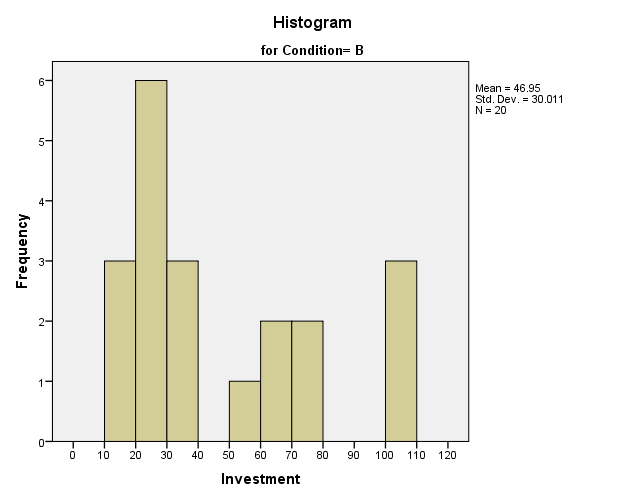 Histogram
for Condition= B
Mean = 46.95
Std. Dev. = 30.011
N = 20
Frequency
6
5
4
3
2
1
0
0 10 20 30 40 50 60 70 80 90 100 110 120
Investment